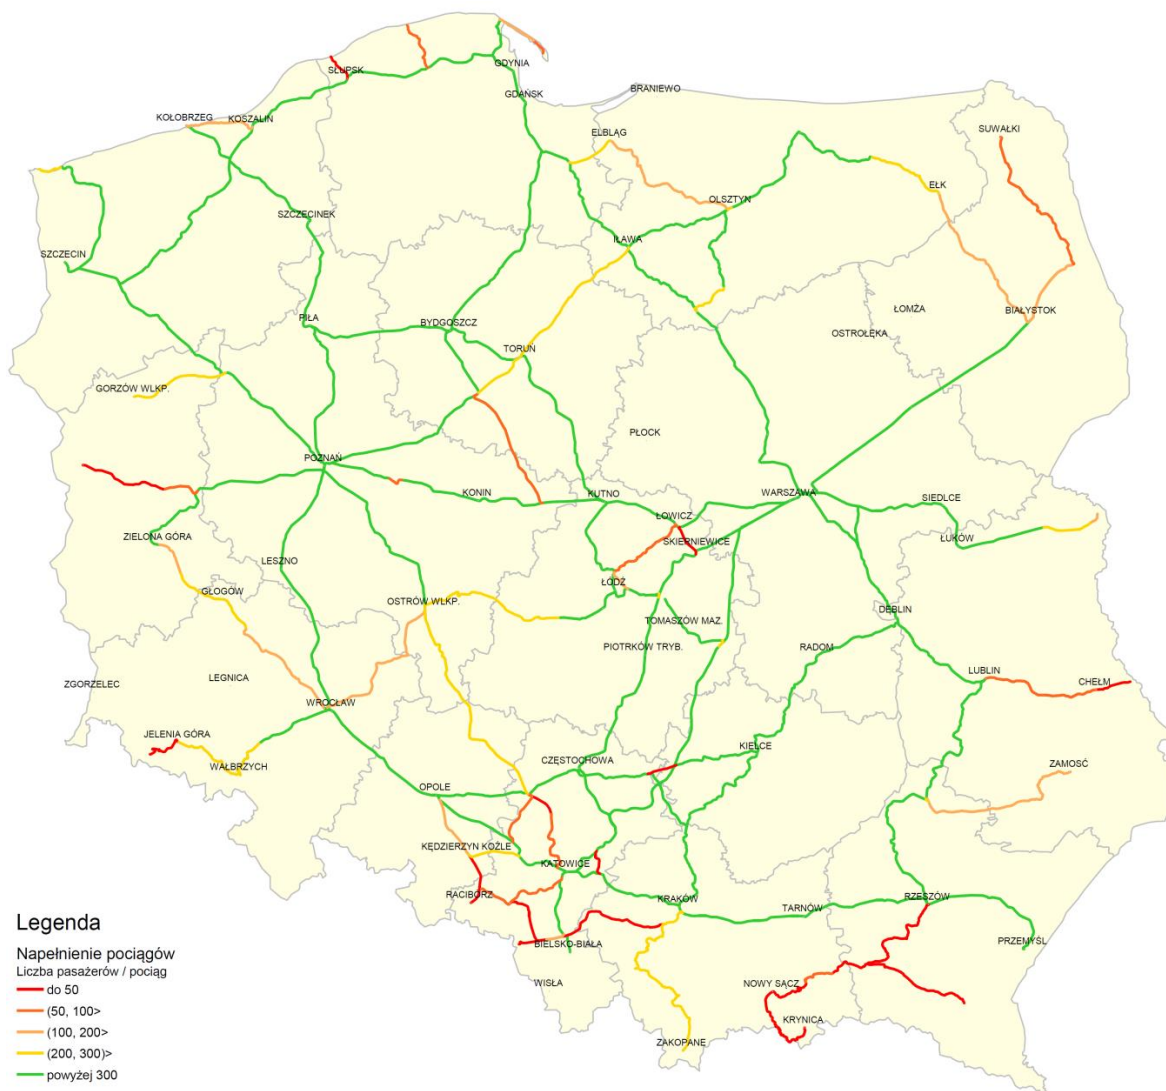 SŁUPSK
GDYNIA
GDAŃSK
BRANIEWO
KOŁOBRZEG
KOSZALIN
ELBLĄG
SUWAŁKI
EŁK
OLSZTYN
SZCZECINEK
IŁAWA
SZCZECIN
ŁOMŻA
BIAŁYSTOK
PIŁA
BYDGOSZCZ
OSTROŁĘKA
TORUŃ
GORZÓW WLKP.
PŁOCK
POZNAŃ
KONIN
KUTNO
WARSZAWA
SIEDLCE
ŁOWICZ
ZIELONA GÓRA
SKIERNIEWICE
ŁUKÓW
LESZNO
ŁÓDŹ
GŁOGÓW
OSTRÓW WLKP.
DĘBLIN
TOMASZÓW MAZ.
PIOTRKÓW TRYB.
RADOM
ZGORZELEC
LEGNICA
LUBLIN
CHEŁM
WROCŁAW
JELENIA GÓRA
KIELCE
WAŁBRZYCH
CZĘSTOCHOWA
ZAMOŚĆ
OPOLE
KĘDZIERZYN KOŹLE
KATOWICE
RACIBÓRZ
KRAKÓW
TARNÓW
RZESZÓW
BIELSKO-BIAŁA
PRZEMYŚL
WISŁA
NOWY SĄCZ
KRYNICA
ZAKOPANE
Legenda
Napełnienie pociągów
Liczba pasażerów / pociąg
do 50
(50, 100>
(100, 200>
(200, 300)>
powyżej 300